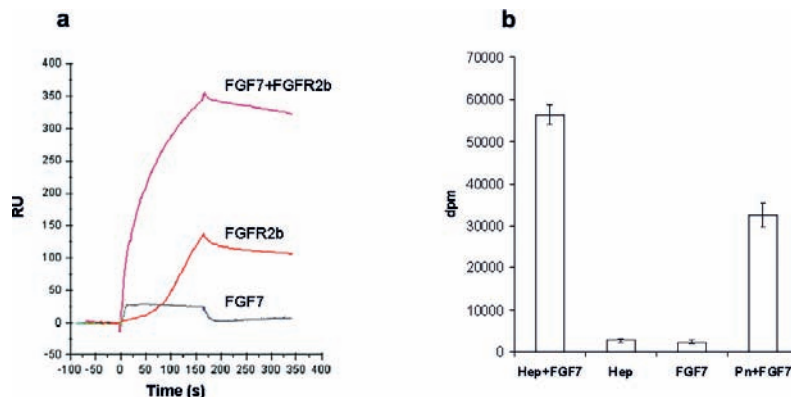 a
400
350
300
250
200
150
100
50
0
-50
RU
FGF7+FGFR2b
FGFR2b
FGF7
-100 -50 0 50 100 150 200 250 300 350 400
Time (s)
b
70000
60000
50000
40000
30000
20000
10000
0
dpm
Hep+FGF7 Hep FGF7 Pn+FGF7